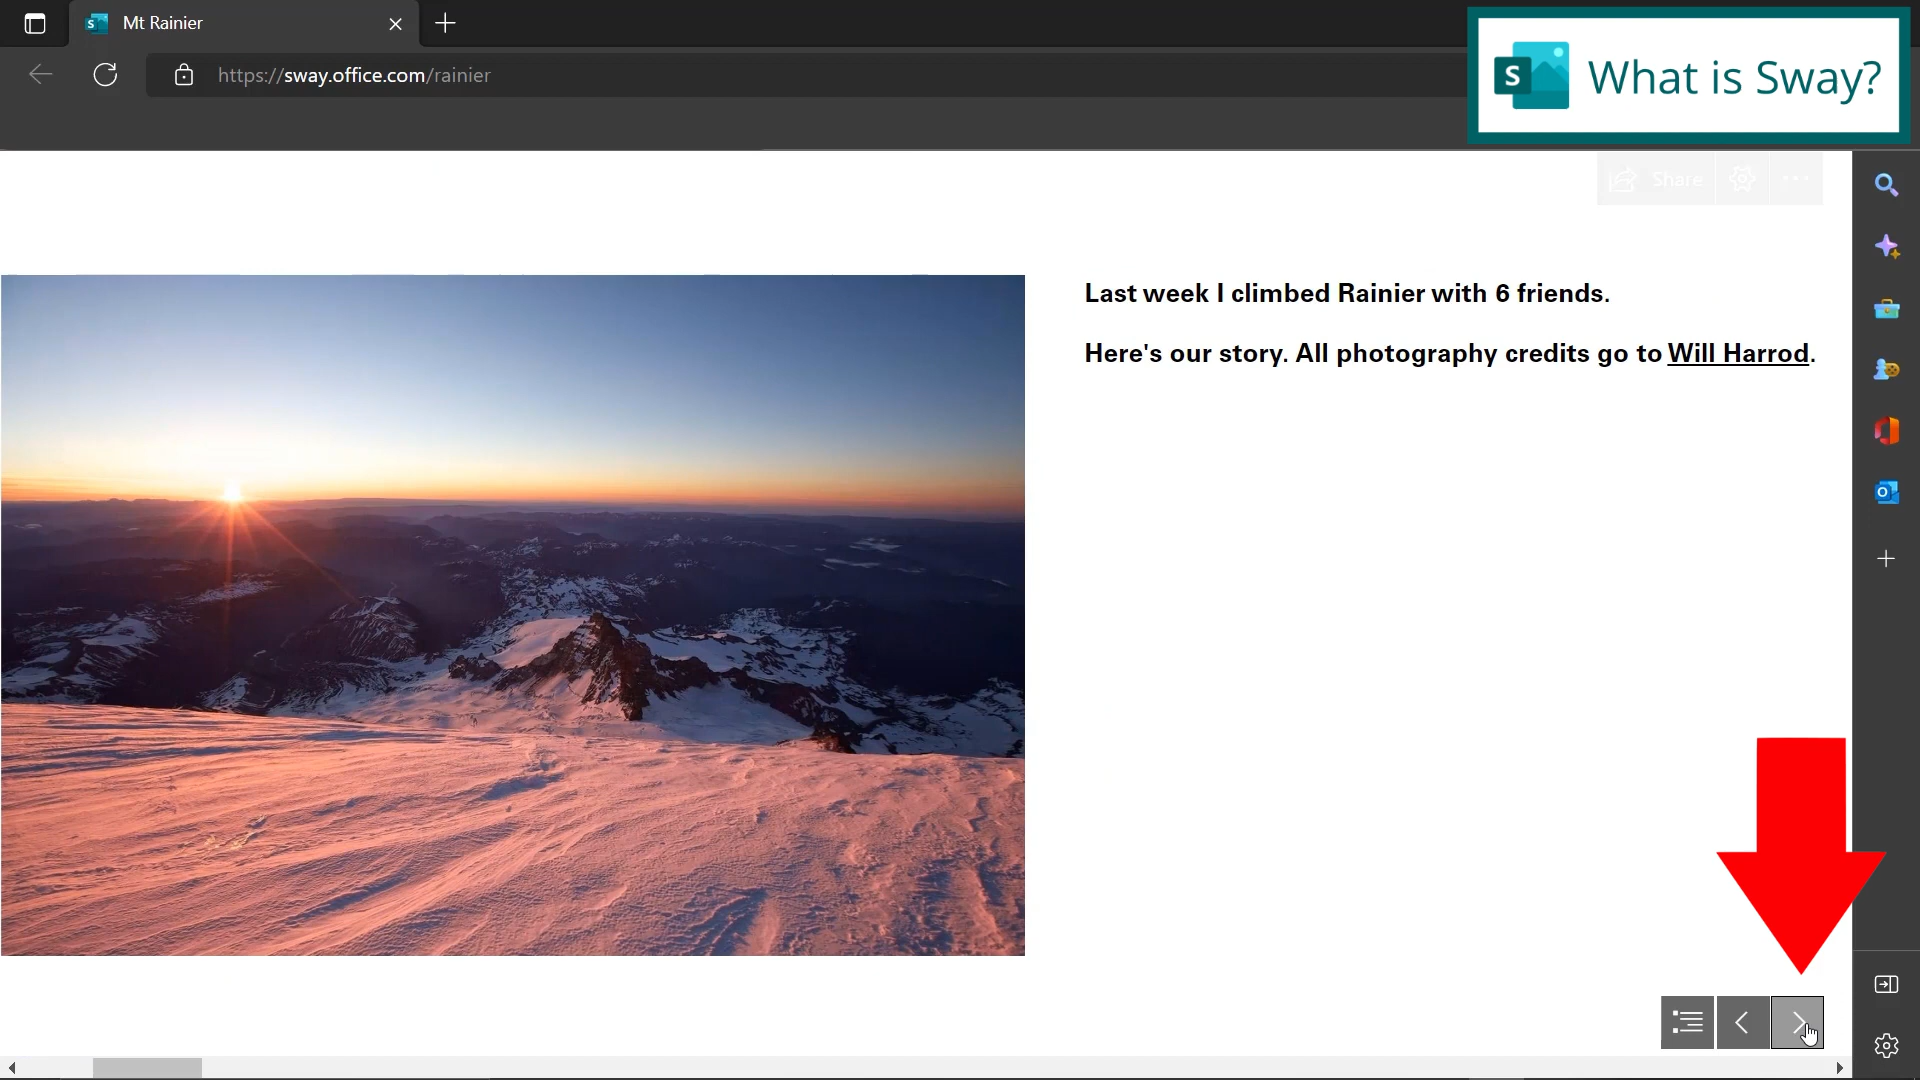 Mt Rainier
https://sway.office.com/rainier
S What is Sway?
Share
Last week I climbed Rainier with 6 friends.
Here's our story. All photography credits go to Will Harrod.